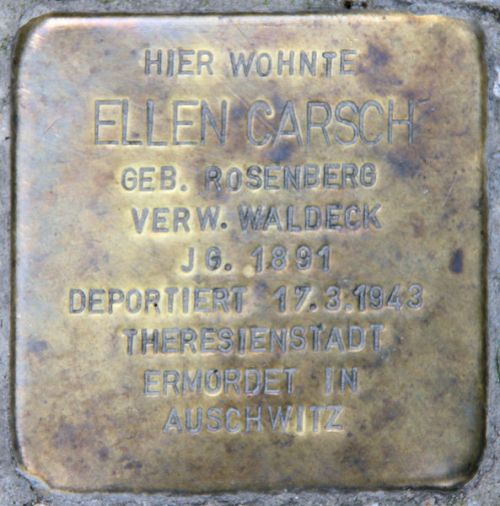 HIER WOHNTE
ELLEN CARSCH
GEB. ROSENBERG
VERW. WALDECK
JG. 1891
DEPORTIERT 17.3.1943
THERESIENSTADT
ERMORDET IN
AUSCHWITZ